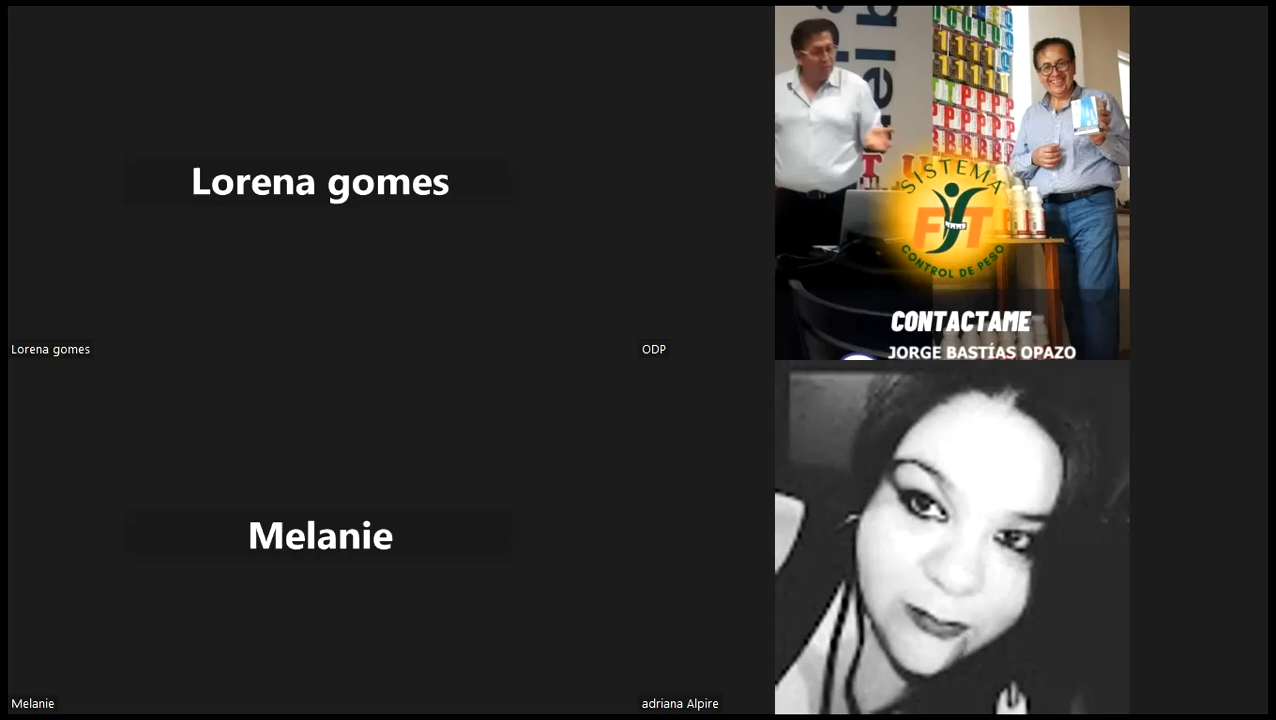 Lorena gomes
Lorena gomes
SISTEMA
FIT
CONTROL DE PESO
CONTACTAME
JORGE BASTÍAS OPAZO
ODP
Melanie
Melanie
adriana Alpire